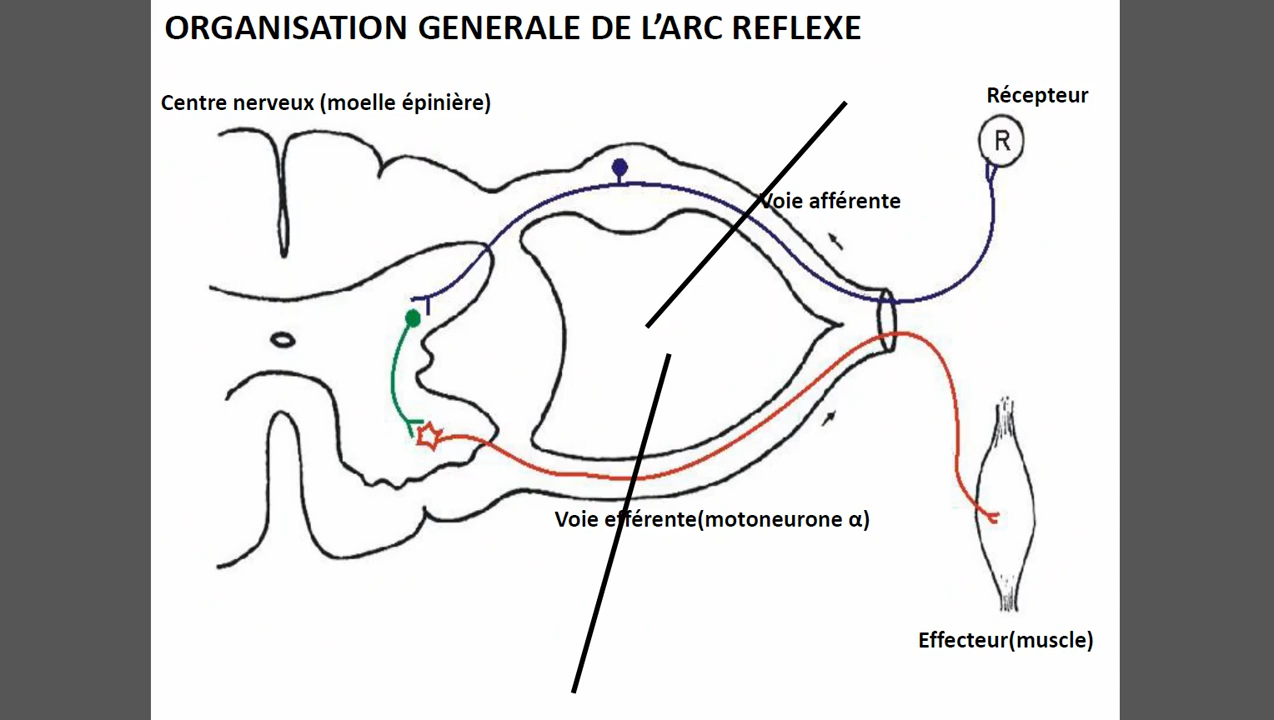 ORGANISATION GENERALE DE L’ARC REFLEXE
Centre nerveux (moelle épinière)
Récepteur
R
Voie afférente
Voie efférente(motoneurone α)
Effecteur(muscle)